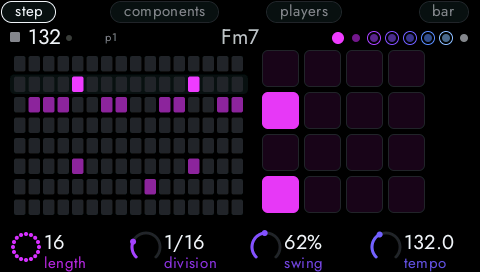 step components players bar
132 p1 Fm7
16 1/16 62% 132.0
length division swing tempo